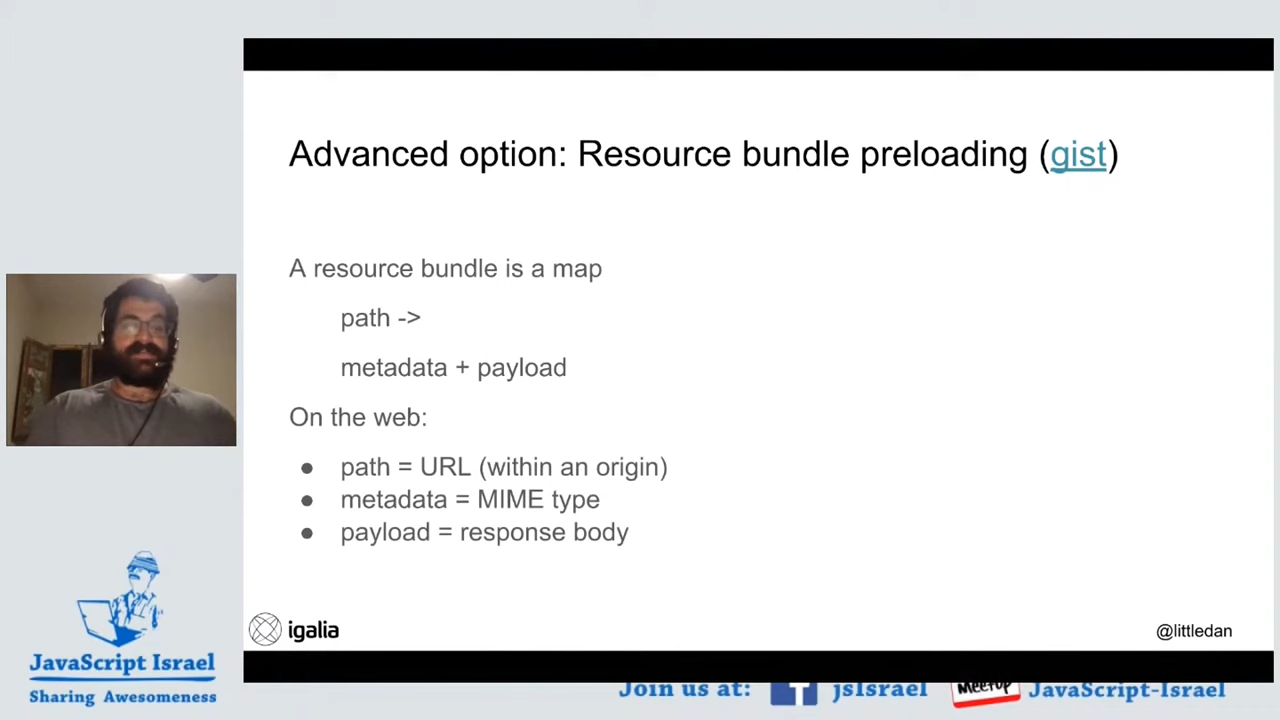 Advanced option: Resource bundle preloading (gist)
A resource bundle is a map
path ->
metadata + payload
On the web:
● path = URL (within an origin)
● metadata = MIME type
● payload = response body
igalia
@littledan
JavaScript Israel
Sharing Awesomeness
Join us at: f jsIsrael Meetup JavaScript-Israel